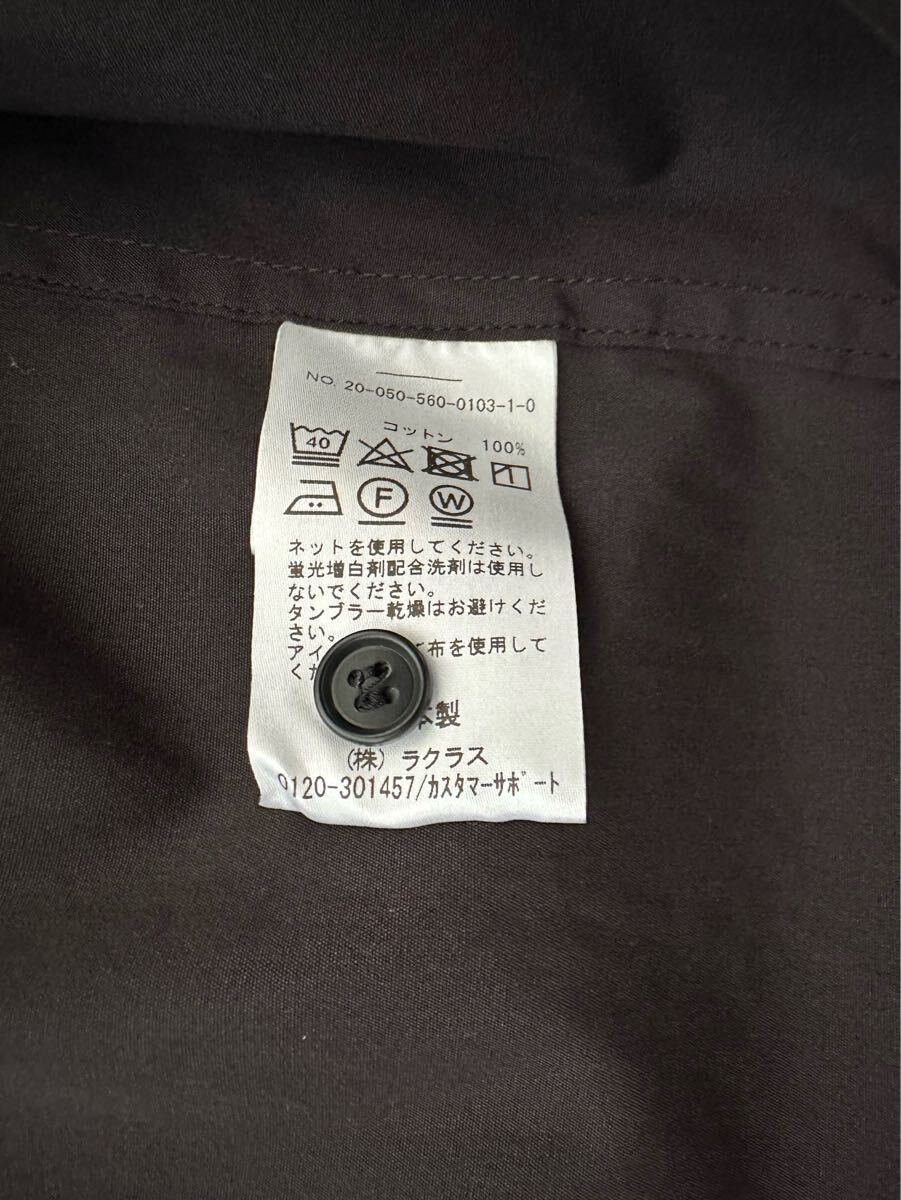 NO. 20-050-560-0103-1-0
コットン 100%
40
F W
ネットを使用してください。
蛍光増白剤配合洗剤は使用し
ないでください。
タンブラー乾燥はお避けくだ
さい。
アイ 布を使用して
く
製
(株) ラクラス
0120-301457/カスタマーサポート